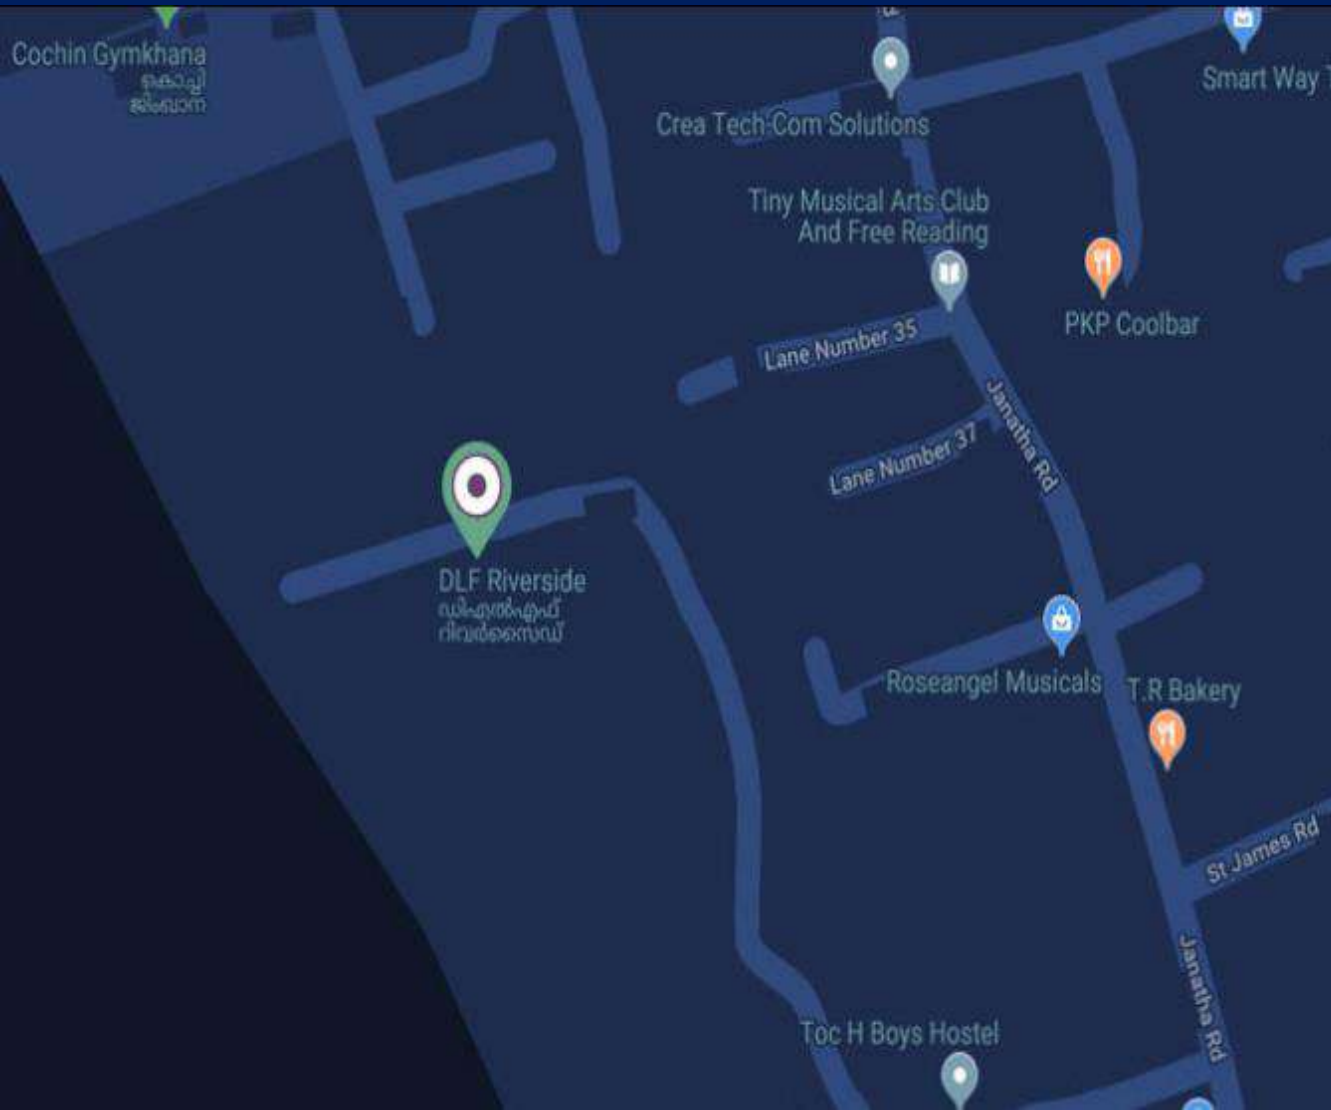 Cochin Gymkhana
കൊച്ചി
ജിംഖാന
Smart Way T
Crea Tech Com Solutions
Tiny Musical Arts Club
And Free Reading
PKP Coolbar
Lane Number 35
Janatha Rd
Lane Number 37
DLF Riverside
ഡിഎൽഎഫ്
റിവർസൈഡ്
Roseangel Musicals
T.R Bakery
St James Rd
Janatha Rd
Toc H Boys Hostel